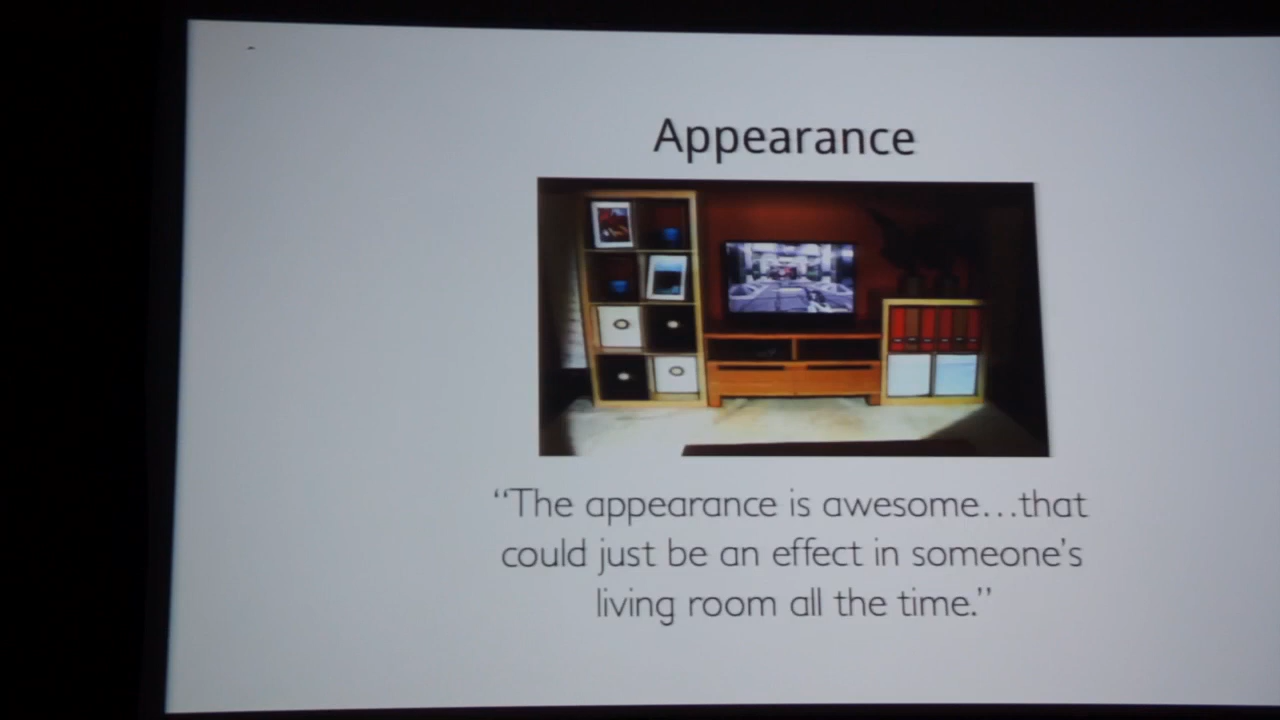 Appearance
“The appearance is awesome...that
could just be an effect in someone’s
living room all the time.”